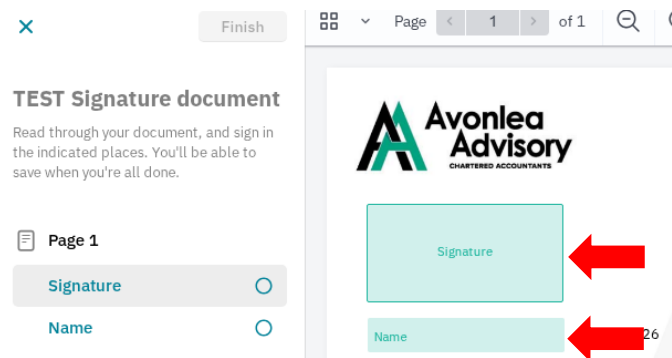 Finish
Page 1 of 1
TEST Signature document
Read through your document, and sign in
the indicated places. You'll be able to
save when you're all done.
Page 1
Signature
Name
Avonlea
Advisory
CHARTERED ACCOUNTANTS
Signature
Name
26